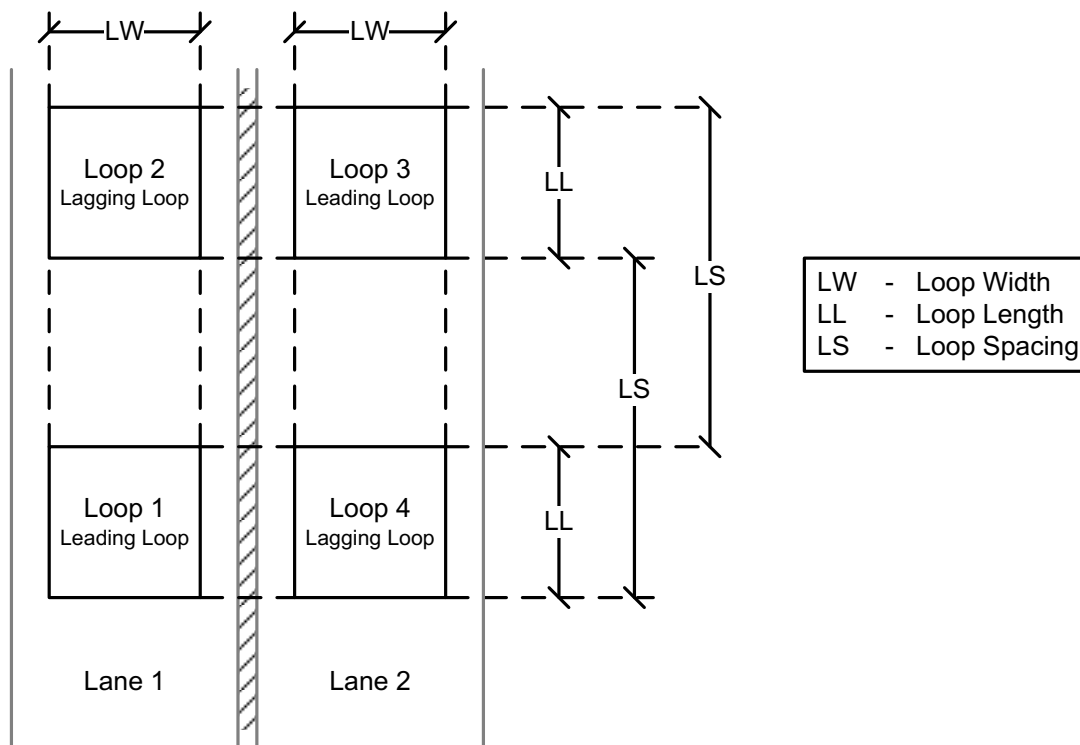 LW
LW
Loop 2
Lagging Loop
Loop 3
Leading Loop
LL
LS
LW - Loop Width
LL - Loop Length
LS - Loop Spacing
LS
Loop 1
Leading Loop
Loop 4
Lagging Loop
LL
Lane 1
Lane 2